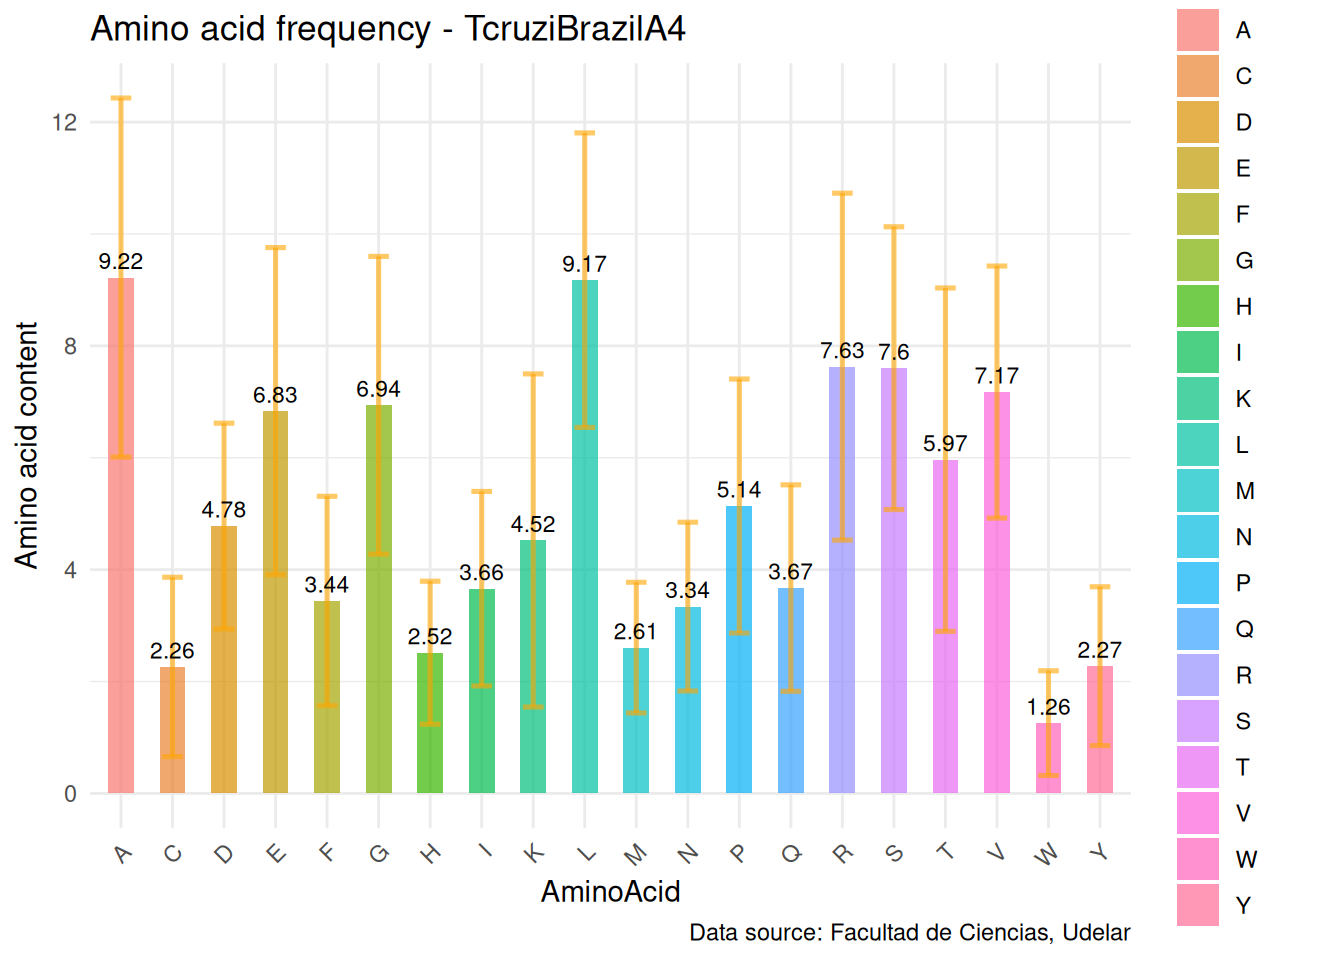 Amino acid frequency - TcruziBrazilA4
Amino acid content
12
8
4
0
9.22
2.26
4.78
6.83
3.44
6.94
2.52
3.66
4.52
9.17
2.61
3.34
5.14
3.67
7.63
7.6
5.97
7.17
1.26
2.27
A
C
D
E
F
G
H
I
K
L
M
N
P
Q
R
S
T
V
W
Y
AminoAcid
Data source: Facultad de Ciencias, Udelar
A
C
D
E
F
G
H
I
K
L
M
N
P
Q
R
S
T
V
W
Y